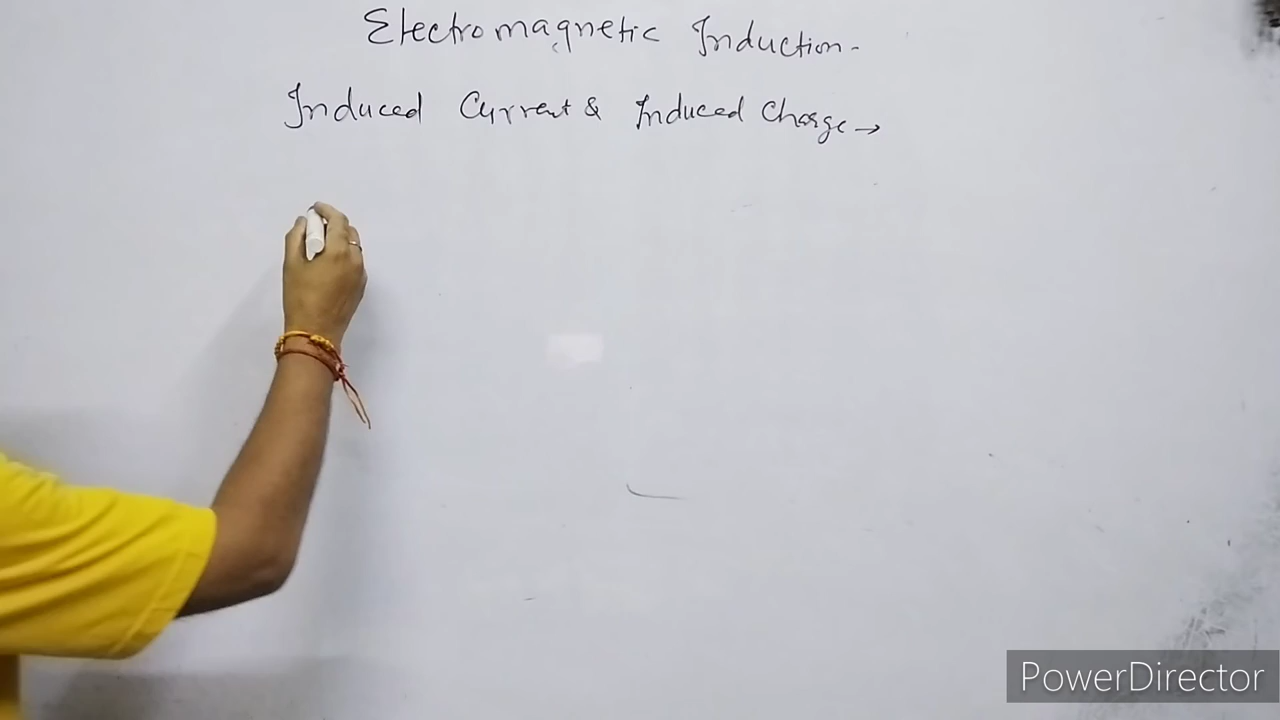 Electromagnetic Induction -
Induced Current & Induced Charge →
PowerDirector